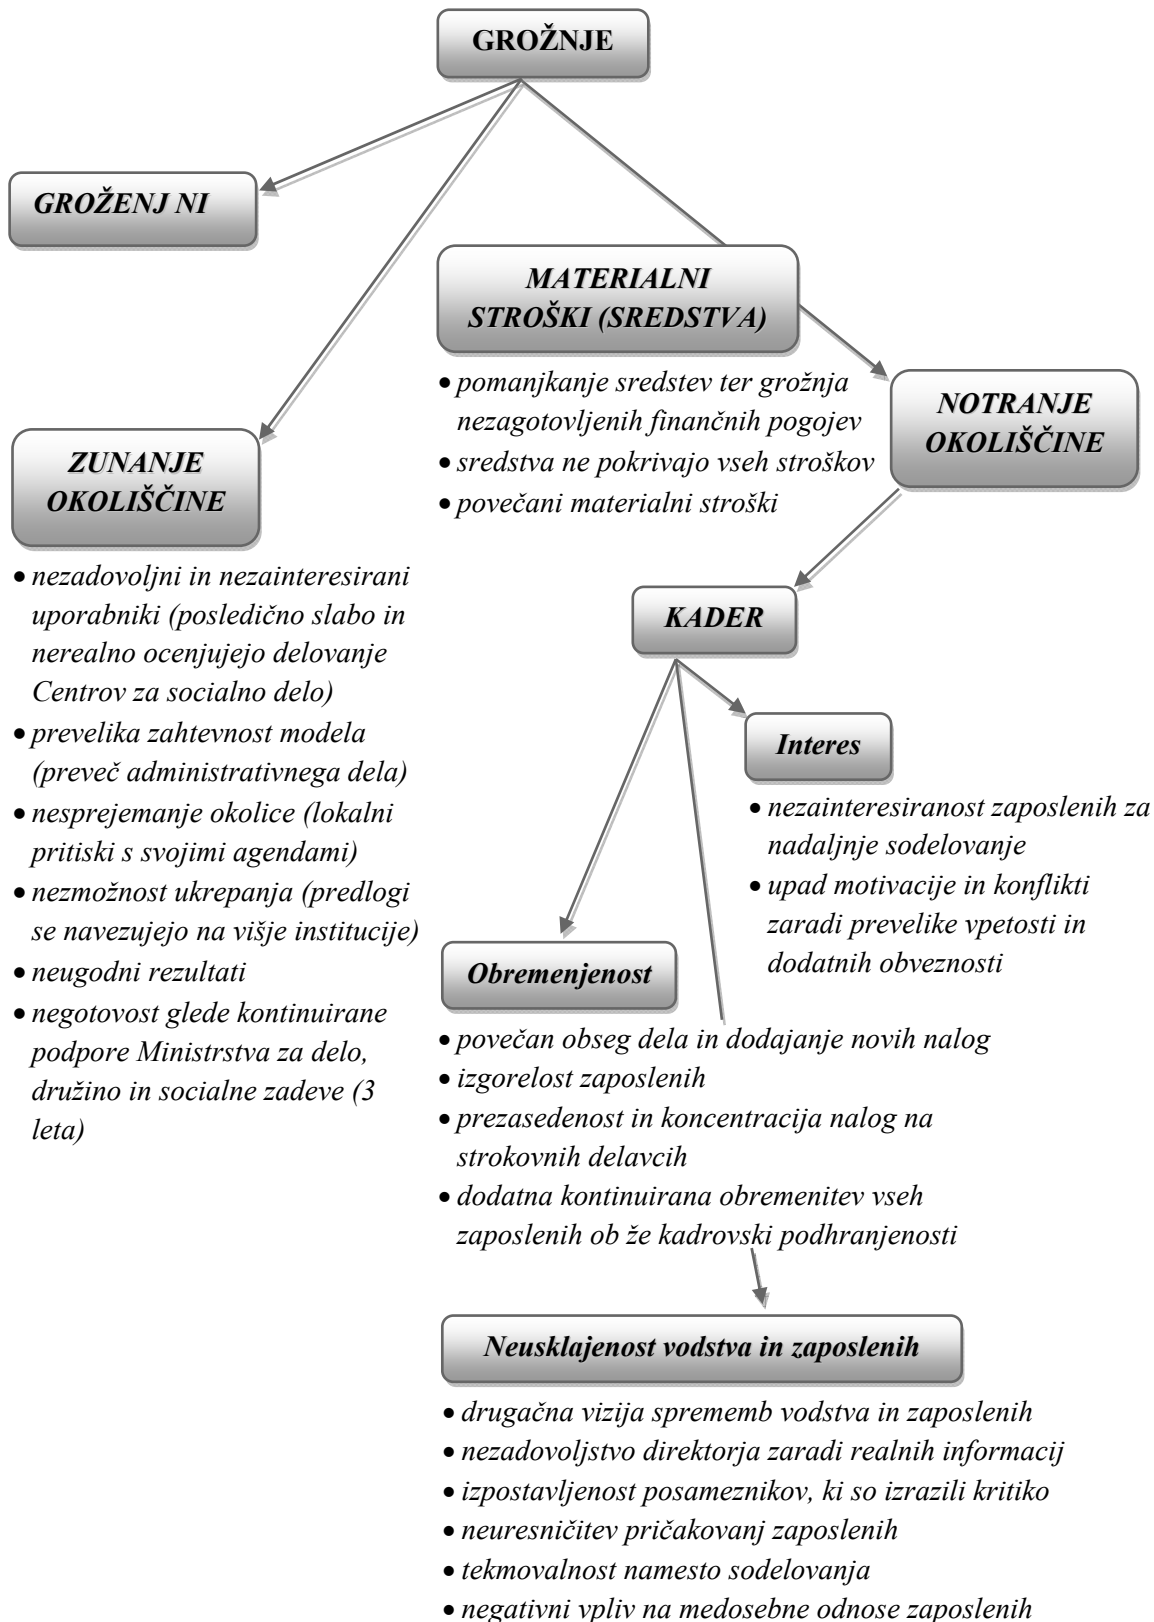 GROŽNJE
GROŽENJ NI
MATERIALNI
STROŠKI (SREDSTVA)
• pomanjkanje sredstev ter grožnja
nezagotovljenih finančnih pogojev
• sredstva ne pokrivajo vseh stroškov
• povečani materialni stroški
NOTRANJE
OKOLIŠČINE
ZUNANJE
OKOLIŠČINE
• nezadovoljni in nezainteresirani
uporabniki (posledično slabo in
nerealno ocenjujejo delovanje
Centrov za socialno delo)
• prevelika zahtevnost modela
(preveč administrativnega dela)
• nesprejemanje okolice (lokalni
pritiski s svojimi agendami)
• nezmožnost ukrepanja (predlogi
se navezujejo na višje institucije)
• neugodni rezultati
• negotovost glede kontinuirane
podpore Ministrstva za delo,
družino in socialne zadeve (3
leta)
KADER
Interes
• nezainteresiranost zaposlenih za
nadaljnje sodelovanje
• upad motivacije in konflikti
zaradi prevelike vpetosti in
dodatnih obveznosti
Obremenjenost
• povečan obseg dela in dodajanje novih nalog
• izgorelost zaposlenih
• prezasedenost in koncentracija nalog na
strokovnih delavcih
• dodatna kontinuirana obremenitev vseh
zaposlenih ob že kadrovski podhranjenosti
Neusklajenost vodstva in zaposlenih
• drugačna vizija sprememb vodstva in zaposlenih
• nezadovoljstvo direktorja zaradi realnih informacij
• izpostavljenost posameznikov, ki so izrazili kritiko
• neuresničitev pričakovanj zaposlenih
• tekmovalnost namesto sodelovanja
• negativni vpliv na medosebne odnose zaposlenih